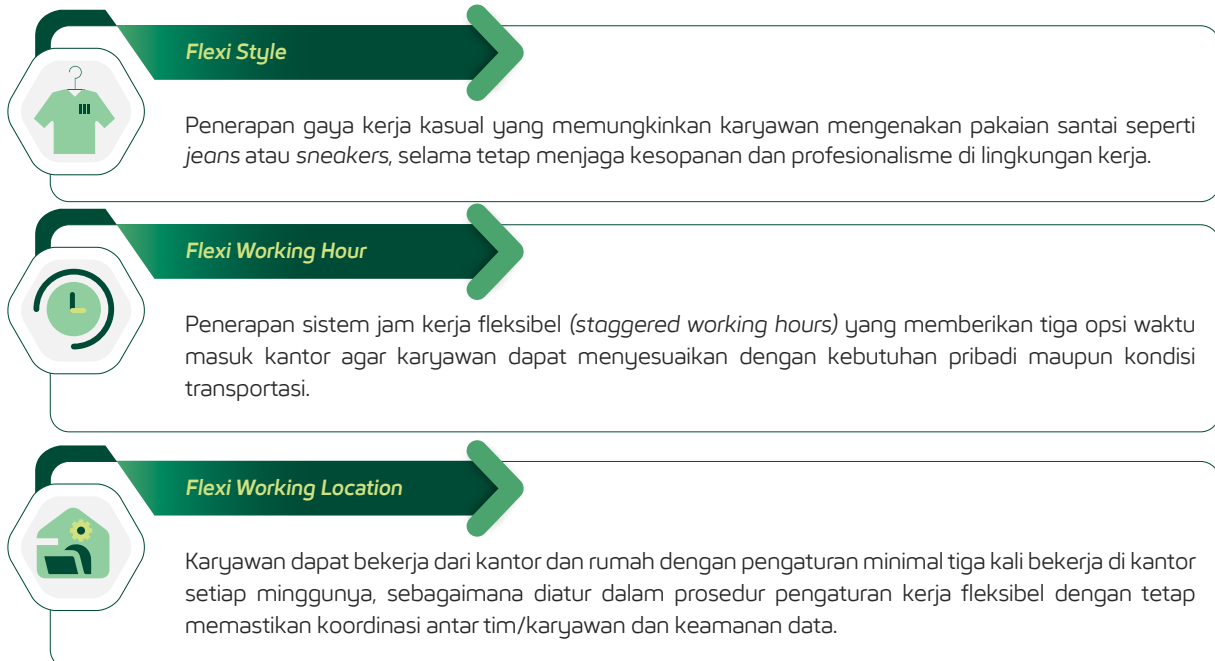 Flexi Style
Penerapan gaya kerja kasual yang memungkinkan karyawan mengenakan pakaian santai seperti
jeans atau sneakers, selama tetap menjaga kesopanan dan profesionalisme di lingkungan kerja.
Flexi Working Hour
Penerapan sistem jam kerja fleksibel (staggered working hours) yang memberikan tiga opsi waktu
masuk kantor agar karyawan dapat menyesuaikan dengan kebutuhan pribadi maupun kondisi
transportasi.
Flexi Working Location
Karyawan dapat bekerja dari kantor dan rumah dengan pengaturan minimal tiga kali bekerja di kantor
setiap minggunya, sebagaimana diatur dalam prosedur pengaturan kerja fleksibel dengan tetap
memastikan koordinasi antar tim/karyawan dan keamanan data.